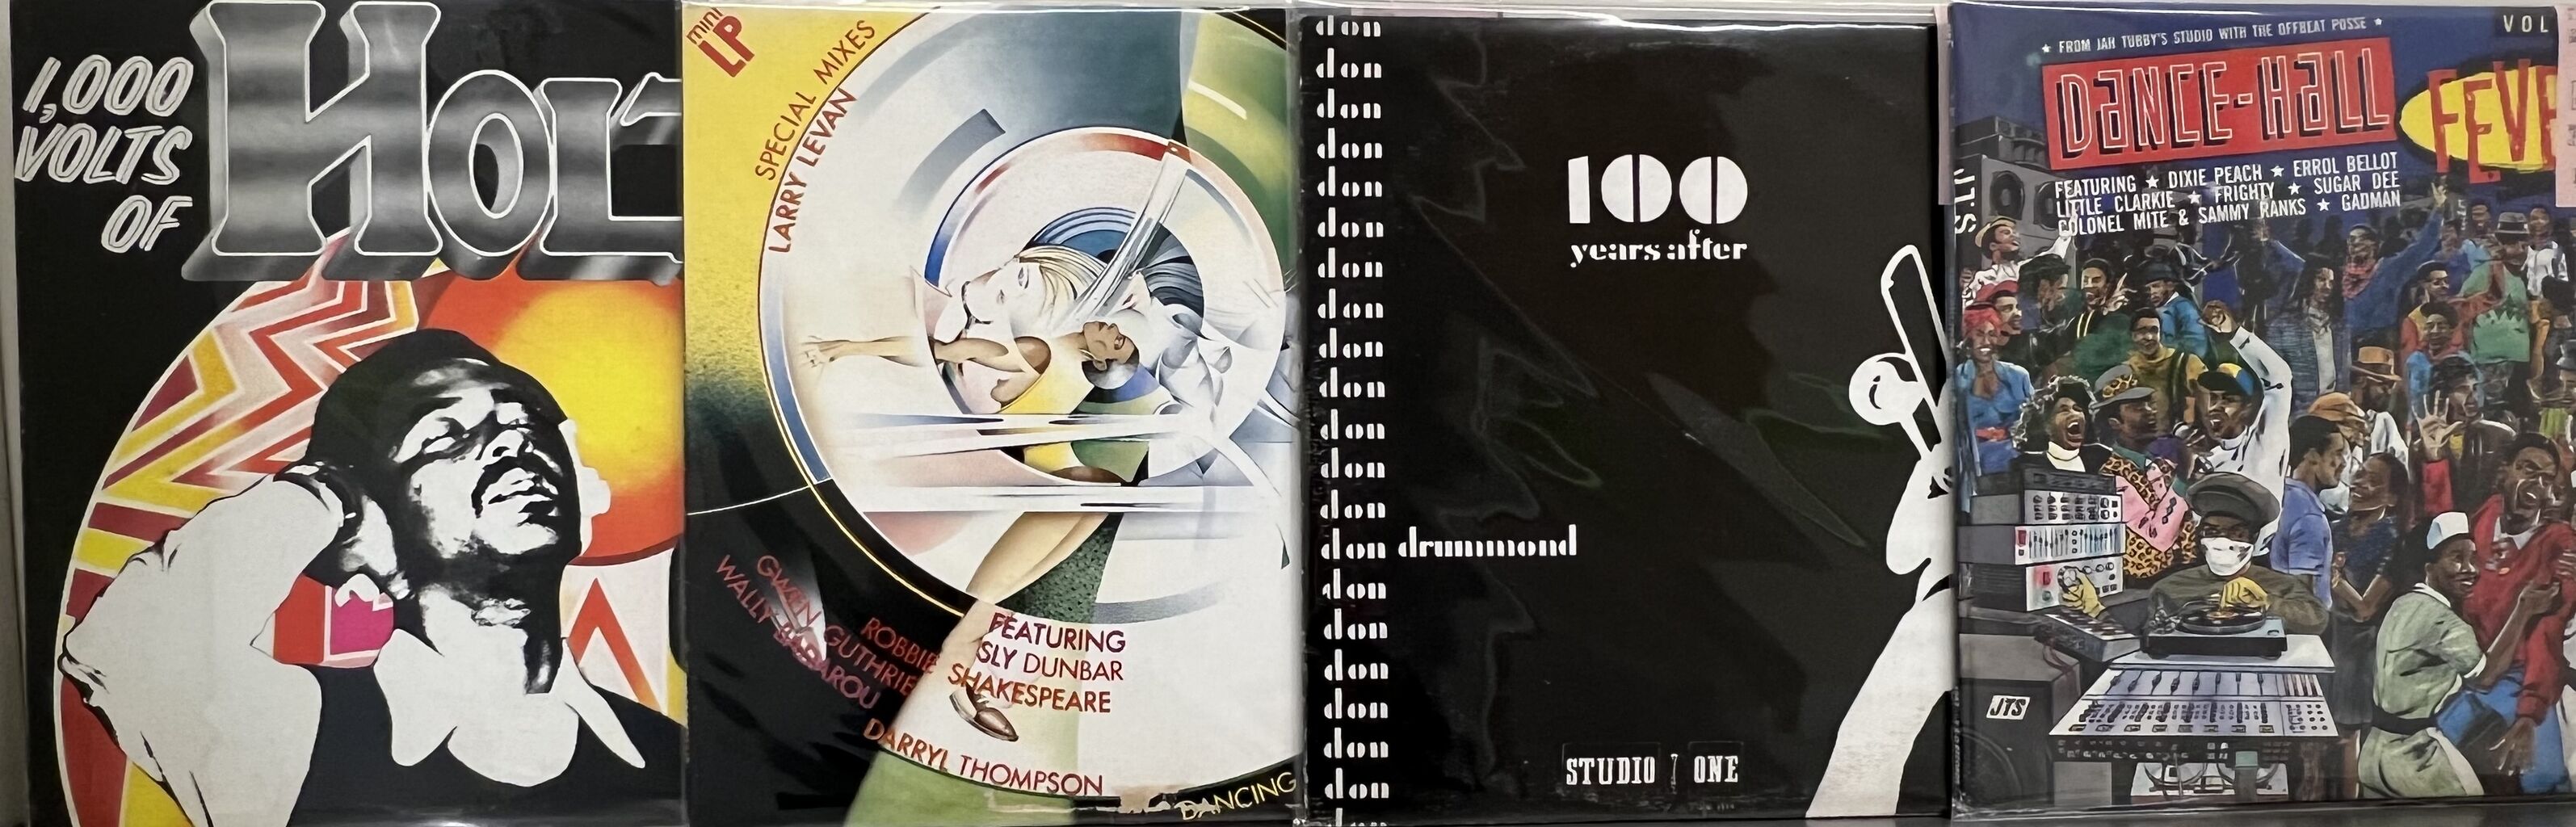 1,000
VOLTS
OF
HOLT
mini
LP
SPECIAL MIXES
LARRY LEVAN
FEATURING
SLY DUNBAR
ROBBIE SHAKESPEARE
GWEN GUTHRIE
WALLY BADAROU
DARRYL THOMPSON
DANCING
don
don
don
don
don
don
don
don
don
don
don
don
don
don drummond
don
don
don
don
don
don
100
years after
STUDIO ONE
VOL
★ FROM JAH TUBBY'S STUDIO WITH THE OFFBEAT POSSE ★
DANCE-HALL
FEVE
FEATURING ★ DIXIE PEACH ★ ERROL BELLOT
LITTLE CLARKIE ★ FRIGHTY ★ SUGAR DEE
COLONEL MITE & SAMMY RANKS ★ GADMAN
S LP
JTS